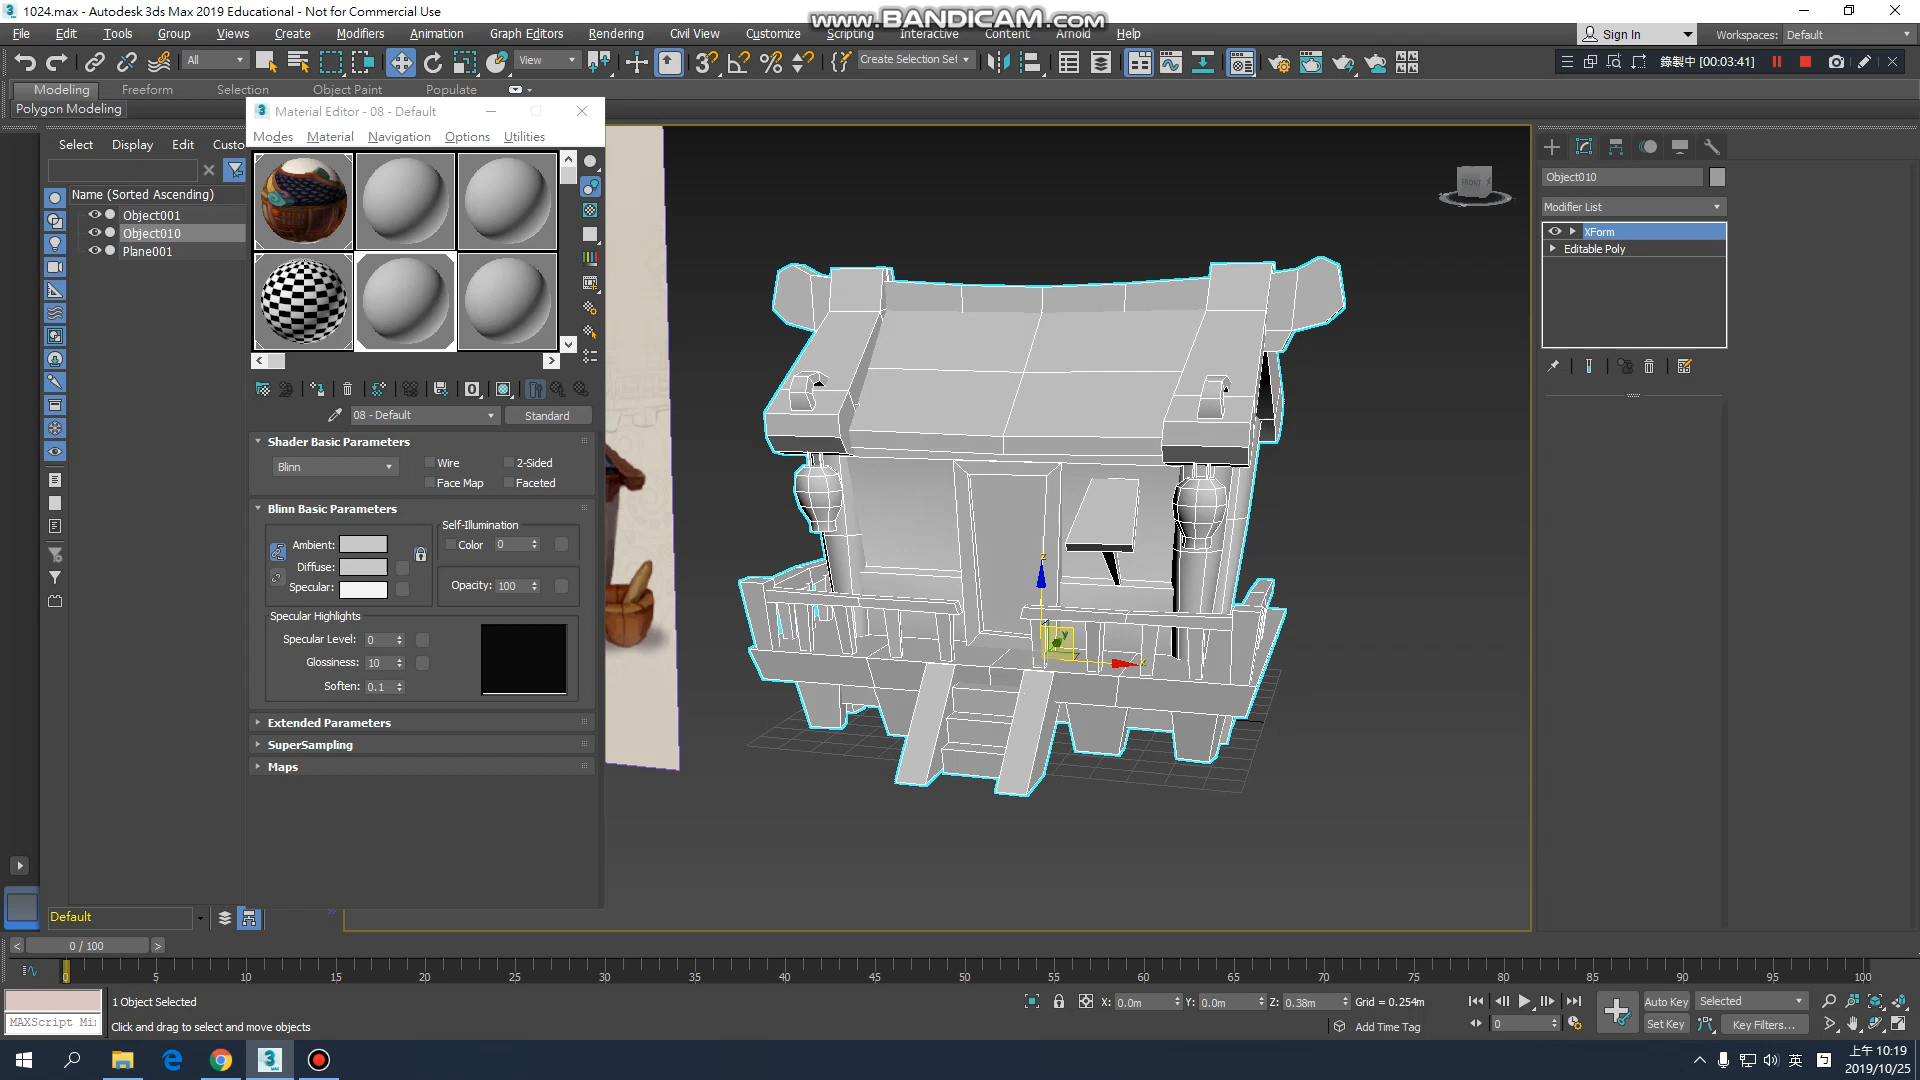 1024.max - Autodesk 3ds Max 2019 Educational - Not for Commercial Use
www.BANDICAM.com
File Edit Tools Group Views Create Modifiers Animation Graph Editors Rendering Civil View Customize Scripting Interactive Content Arnold Help
Sign In Workspaces: Default
All View Create Selection Set
錄製中 [00:03:41]
Modeling Freeform Selection Object Paint Populate
Polygon Modeling
Material Editor - 08 - Default
Modes Material Navigation Options Utilities
Select Display Edit Custo
Name (Sorted Ascending)
Object001
Object010
Plane001
08 - Default Standard
Shader Basic Parameters
Blinn Wire 2-Sided
Face Map Faceted
Blinn Basic Parameters
Self-Illumination
Ambient: Color 0
Diffuse:
Specular: Opacity: 100
Specular Highlights
Specular Level: 0
Glossiness: 10
Soften: 0.1
Extended Parameters
SuperSampling
Maps
FRONT
z
y
x
Object010
Modifier List
XForm
Editable Poly
Default
0 / 100
0 5 10 15 20 25 30 35 40 45 50 55 60 65 70 75 80 85 90 95 100
1 Object Selected
X: 0.0m Y: 0.0m Z: 0.38m Grid = 0.254m
Auto Key Selected
MAXScript Mi
Click and drag to select and move objects
Add Time Tag
0
Set Key Key Filters...
英
上午 10:19
2019/10/25